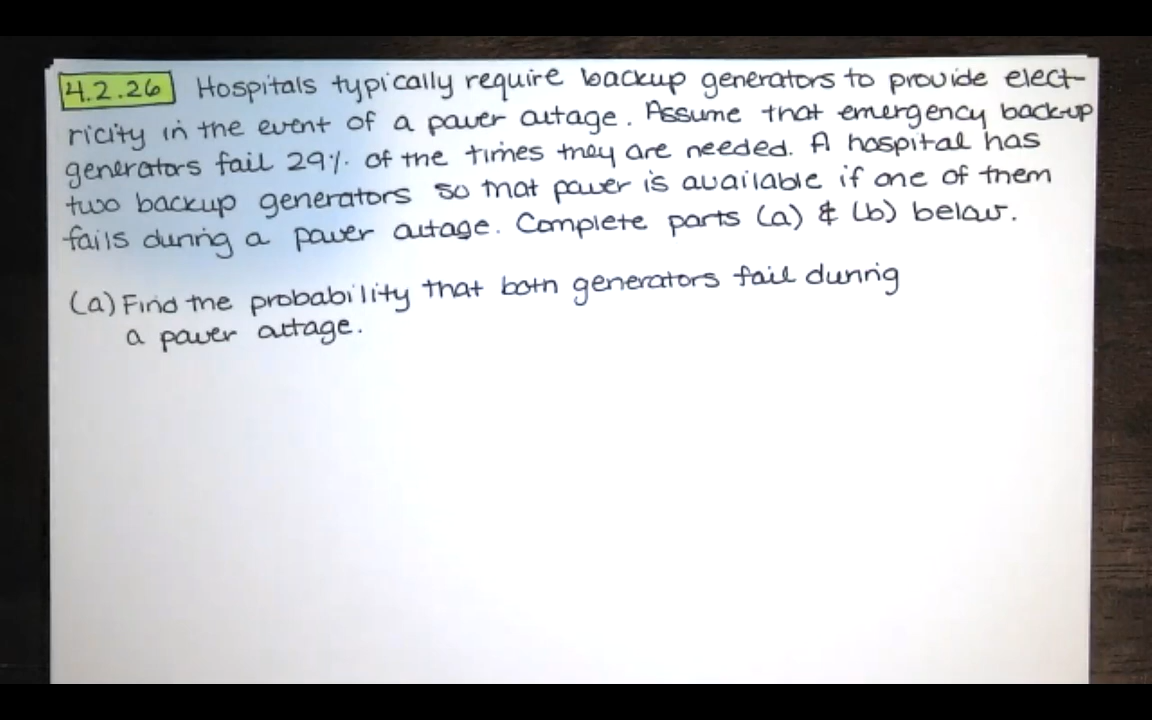 4.2.26 Hospitals typically require backup generators to provide elect-
ricity in the event of a power outage. Assume that emergency back-up
generators fail 29% of the times they are needed. A hospital has
two backup generators so that power is available if one of them
fails during a power outage. Complete parts (a) & (b) below.
(a) Find the probability that both generators fail during
a power outage.